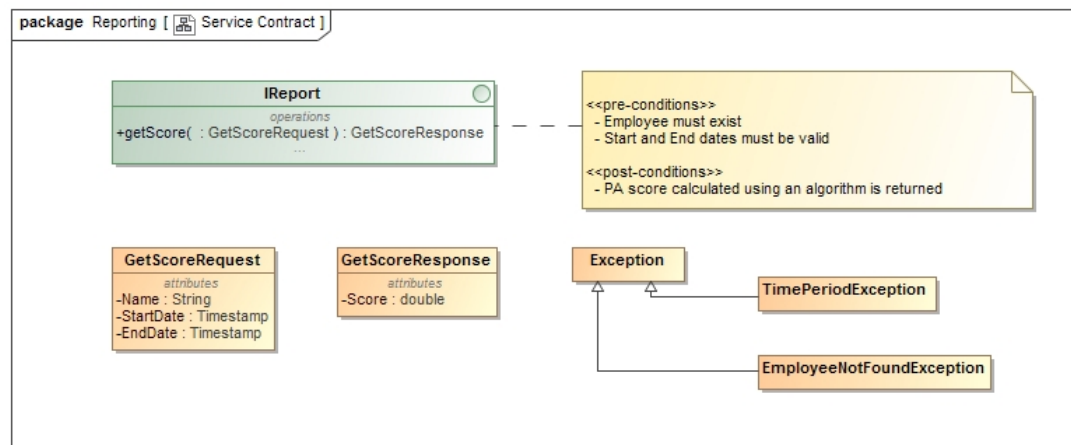 package Reporting [ Service Contract ]
IReport
operations
+getScore( : GetScoreRequest ) : GetScoreResponse
...
<<pre-conditions>>
- Employee must exist
- Start and End dates must be valid
<<post-conditions>>
- PA score calculated using an algorithm is returned
GetScoreRequest
attributes
-Name : String
-StartDate : Timestamp
-EndDate : Timestamp
GetScoreResponse
attributes
-Score : double
Exception
TimePeriodException
EmployeeNotFoundException